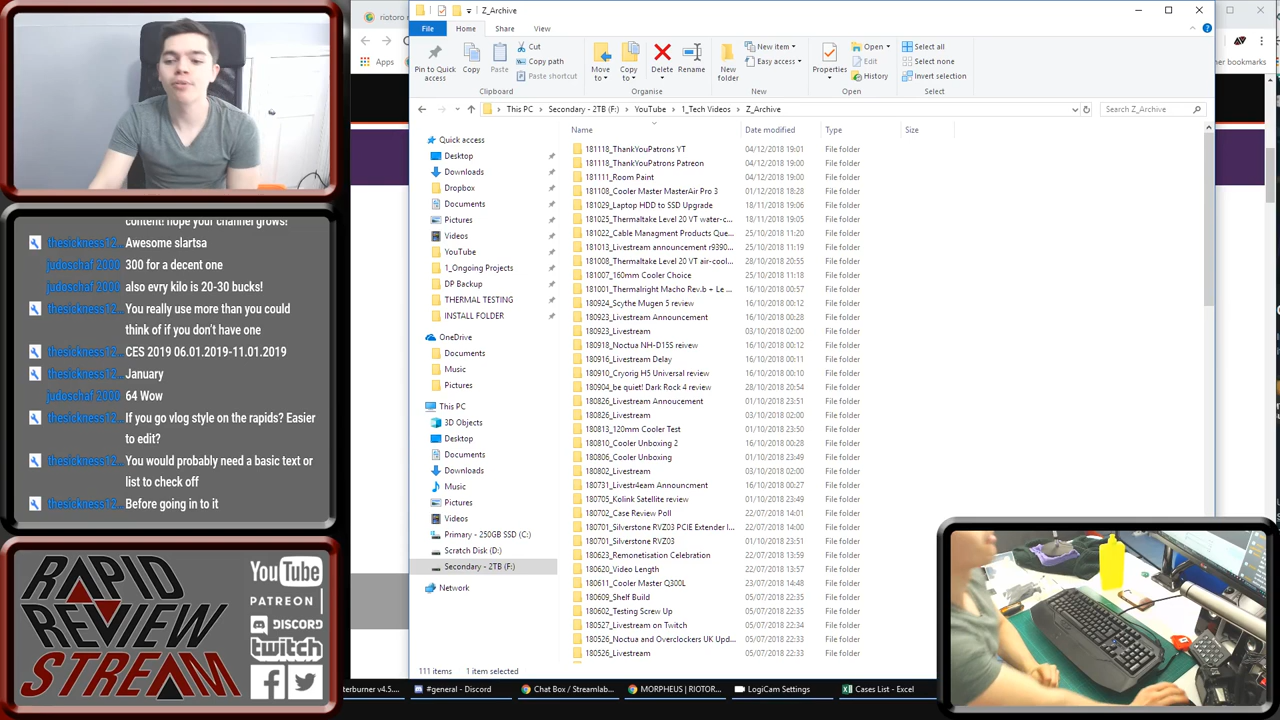 content! hope your channel grows!
thesickness12... Awesome slartsa
judoschaf 2000 300 for a decent one
judoschaf 2000 also evry kilo is 20-30 bucks!
thesickness12... You really use more than you could
think of if you don't have one
thesickness12... CES 2019 06.01.2019-11.01.2019
thesickness12... January
judoschaf 2000 64 Wow
thesickness12... If you go vlog style on the rapids? Easier
to edit?
thesickness12... You would probably need a basic text or
list to check off
thesickness12... Before going in to it
RAPID
REVIEW
STREAM
YouTube
PATREON
DISCORD
twitch
riotoro
Apps
Z_Archive
File Home Share View
Pin to Quick
access
Copy
Paste
Cut
Copy path
Paste shortcut
Move
to
Copy
to
Delete
Rename
New
folder
New item
Easy access
Properties
Open
Edit
History
Select all
Select none
Invert selection
Clipboard Organise New Open Select
This PC Secondary - 2TB (F:) YouTube 1_Tech Videos Z_Archive
Search Z_Archive
her bookmarks
Quick access
Desktop
Downloads
Dropbox
Documents
Pictures
Videos
YouTube
1_Ongoing Projects
DP Backup
THERMAL TESTING
INSTALL FOLDER
OneDrive
Documents
Music
Pictures
This PC
3D Objects
Desktop
Documents
Downloads
Music
Pictures
Videos
Primary - 250GB SSD (C:)
Scratch Disk (D:)
Secondary - 2TB (F:)
Network
Name Date modified Type Size
181118_ThankYouPatrons YT 04/12/2018 19:01 File folder
181118_ThankYouPatrons Patreon 04/12/2018 19:00 File folder
181111_Room Paint 04/12/2018 19:00 File folder
181108_Cooler Master MasterAir Pro 3 01/12/2018 18:28 File folder
181029_Laptop HDD to SSD Upgrade 18/11/2018 19:06 File folder
181025_Thermaltake Level 20 VT water-c... 18/11/2018 19:05 File folder
181022_Cable Managment Products Que... 25/10/2018 11:20 File folder
181013_Livestream announcement r9390... 25/10/2018 11:19 File folder
181008_Thermaltake Level 20 VT air-cool... 28/10/2018 20:55 File folder
181007_160mm Cooler Choice 25/10/2018 11:18 File folder
181001_Thermalright Macho Rev.b + Le ... 16/10/2018 00:57 File folder
180924_Scythe Mugen 5 review 16/10/2018 00:12 File folder
180923_Livestream Announcement 16/10/2018 00:11 File folder
180923_Livestream 03/10/2018 02:00 File folder
180918_Noctua NH-D15S reivew 16/10/2018 00:12 File folder
180916_Livestream Delay 16/10/2018 00:11 File folder
180910_Cryorig H5 Universal review 16/10/2018 00:10 File folder
180904_be quiet! Dark Rock 4 review 28/10/2018 20:54 File folder
180826_Livestream Anoucement 01/10/2018 23:51 File folder
180826_Livestream 03/10/2018 02:00 File folder
180813_120mm Cooler Test 01/10/2018 23:50 File folder
180810_Cooler Unboxing 2 16/10/2018 00:28 File folder
180806_Cooler Unboxing 01/10/2018 23:50 File folder
180802_Livestream 03/10/2018 02:00 File folder
180731_Livestr4eam Announcment 16/10/2018 00:27 File folder
180705_Kolink Satellite review 01/10/2018 23:49 File folder
180702_Case Review Poll 22/07/2018 14:01 File folder
180701_Silverstone RVZ03 PCIE Extender I... 22/07/2018 14:00 File folder
180701_Silverstone RVZ03 01/10/2018 23:51 File folder
180623_Remonetisation Celebration 22/07/2018 13:59 File folder
180620_Video Length 22/07/2018 13:57 File folder
180611_Cooler Master Q300L 23/07/2018 14:48 File folder
180609_Shelf Build 05/07/2018 22:35 File folder
180602_Testing Screw Up 05/07/2018 22:35 File folder
180527_Livestream on Twitch 05/07/2018 22:34 File folder
180526_Noctua and Overclockers UK Upd... 05/07/2018 22:33 File folder
180526_Livestream 05/07/2018 22:33 File folder
111 items 1 item selected
terburner v4.5.... #general - Discord Chat Box / Streamlab... MORPHEUS | RIOTOR... LogiCam Settings Cases List - Excel